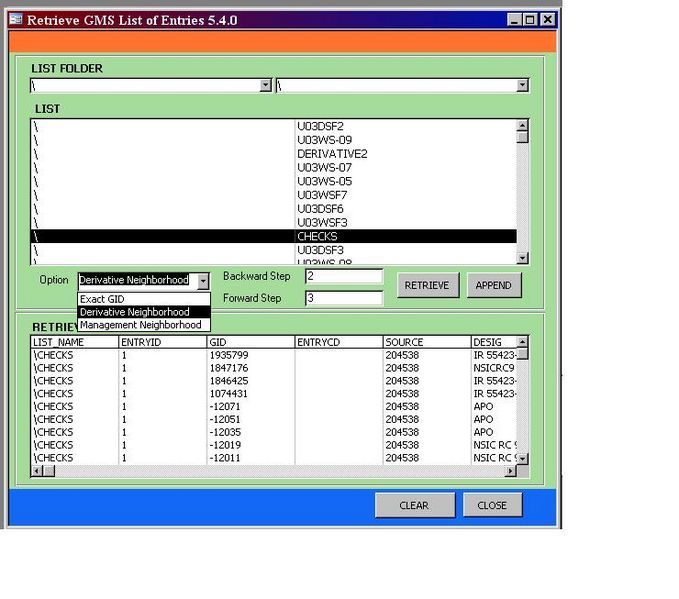 Retrieve GMS List of Entries 5.4.0
LIST FOLDER
\ \
LIST
\ U03DSF2
\ U03WS-09
\ DERIVATIVE2
\ U03WS-07
\ U03WS-05
\ U03WSF7
\ U03DSF6
\ U03WSF3
\ CHECKS
\ U03DSF3
\ U03WS-08
Option Derivative Neighborhood Backward Step 2 RETRIEVE APPEND
Exact GID Forward Step 3
Derivative Neighborhood
Management Neighborhood
LIST_NAME ENTRYID GID ENTRYCD SOURCE DESIG
\CHECKS 1 1935799 204538 IR 55423-
\CHECKS 1 1847176 204538 NSICRC9
\CHECKS 1 1846425 204538 IR 55423-
\CHECKS 1 1074431 204538 IR 55423-
\CHECKS 1 -12071 204538 APO
\CHECKS 1 -12051 204538 APO
\CHECKS 1 -12035 204538 APO
\CHECKS 1 -12019 204538 NSIC RC 9
\CHECKS 1 -12011 204538 NSIC RC 9
CLEAR CLOSE